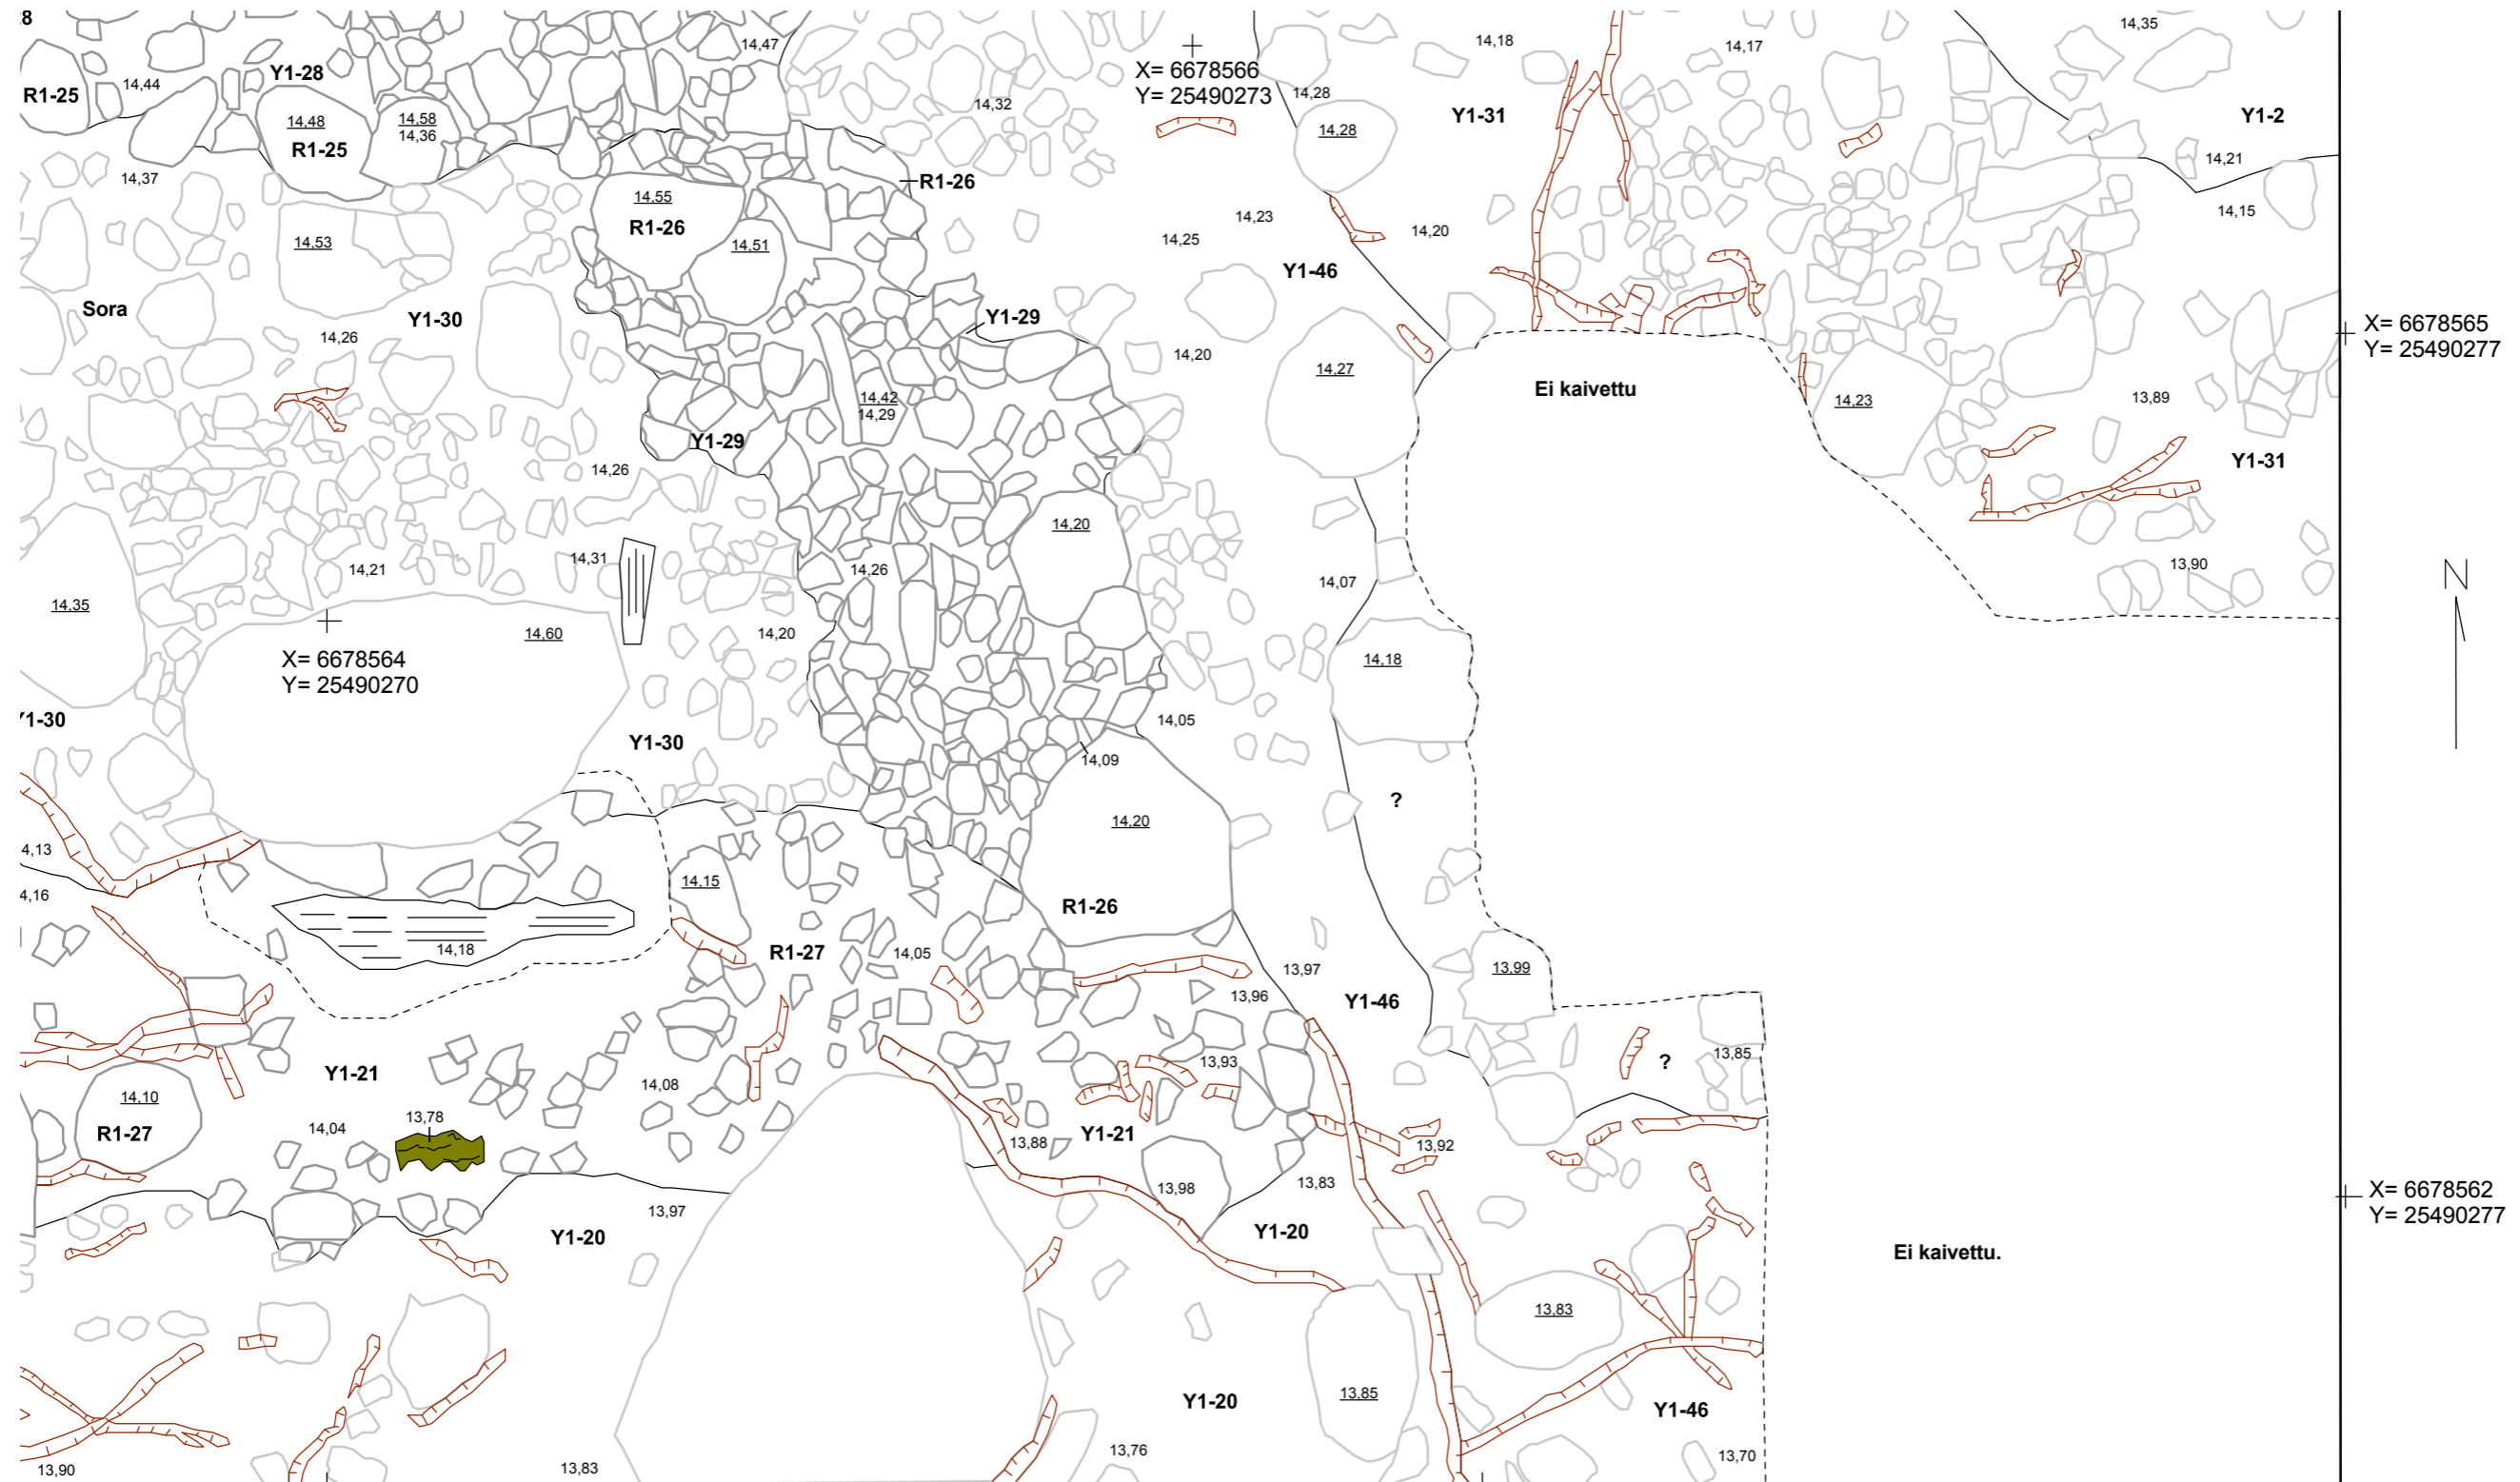 8
14,47
14,18
14,17
14,35
X= 6678566
Y= 25490273
Y1-28
14,44
R1-25
14,48
R1-25
14,58
14,36
14,32
14,28
14,28
Y1-31
Y1-2
14,21
14,37
R1-26
14,55
R1-26
14,51
14,53
14,25
14,23
14,20
14,15
Y1-46
Sora
Y1-30
14,26
Y1-29
14,20
X= 6678565
Y= 25490277
14,27
Ei kaivettu
14,42
14,29
14,23
13,89
Y1-29
14,26
Y1-31
14,20
14,31
14,26
14,21
14,07
13,90
N
14,35
14,60
14,20
X= 6678564
Y= 25490270
14,18
Y1-30
14,05
Y1-30
14,09
?
14,20
4,13
14,15
4,16
R1-26
14,18
R1-27
14,05
13,97
13,99
13,96
Y1-46
13,93
13,85
?
Y1-21
14,08
14,10
13,78
R1-27
14,04
13,88
Y1-21
13,92
13,98
13,83
X= 6678562
Y= 25490277
13,97
Y1-20
Y1-20
Ei kaivettu.
13,83
13,85
Y1-20
Y1-46
13,76
13,70
13,90
13,83